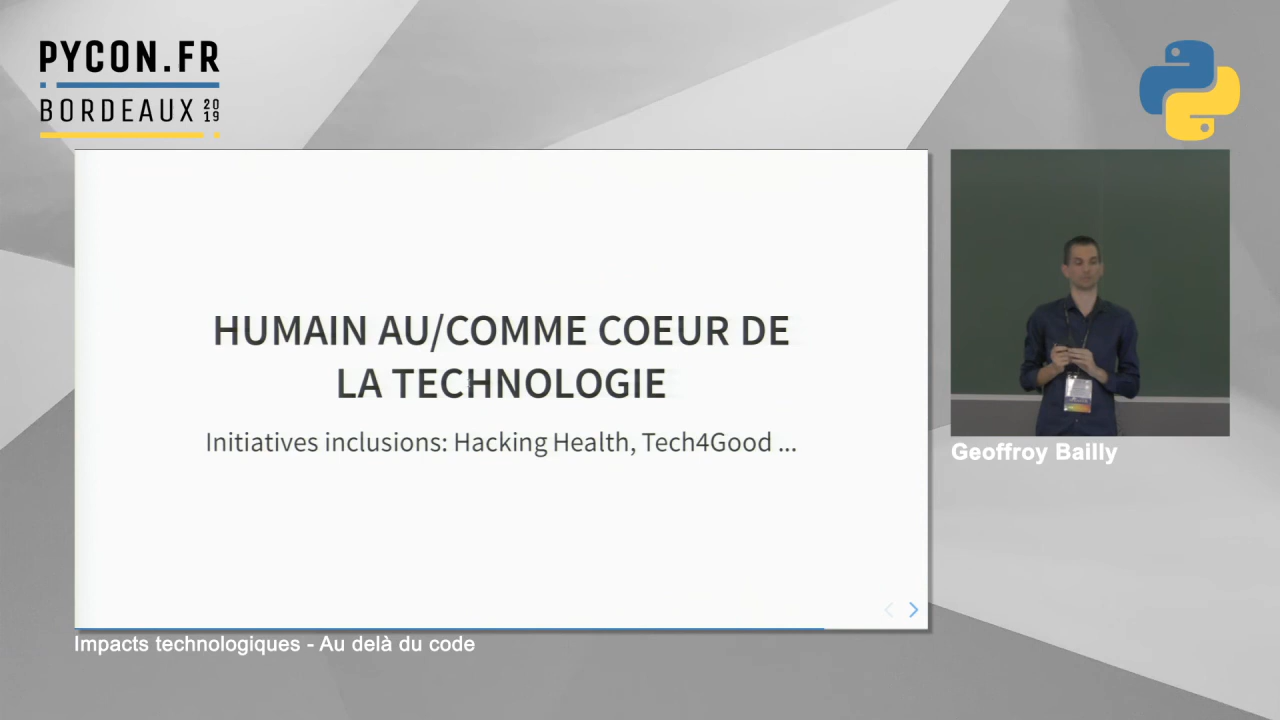 PYCON.FR
BORDEAUX 2019
HUMAIN AU/COMME COEUR DE
LA TECHNOLOGIE
Initiatives inclusions: Hacking Health, Tech4Good ...
Geoffroy Bailly
Impacts technologiques - Au delà du code